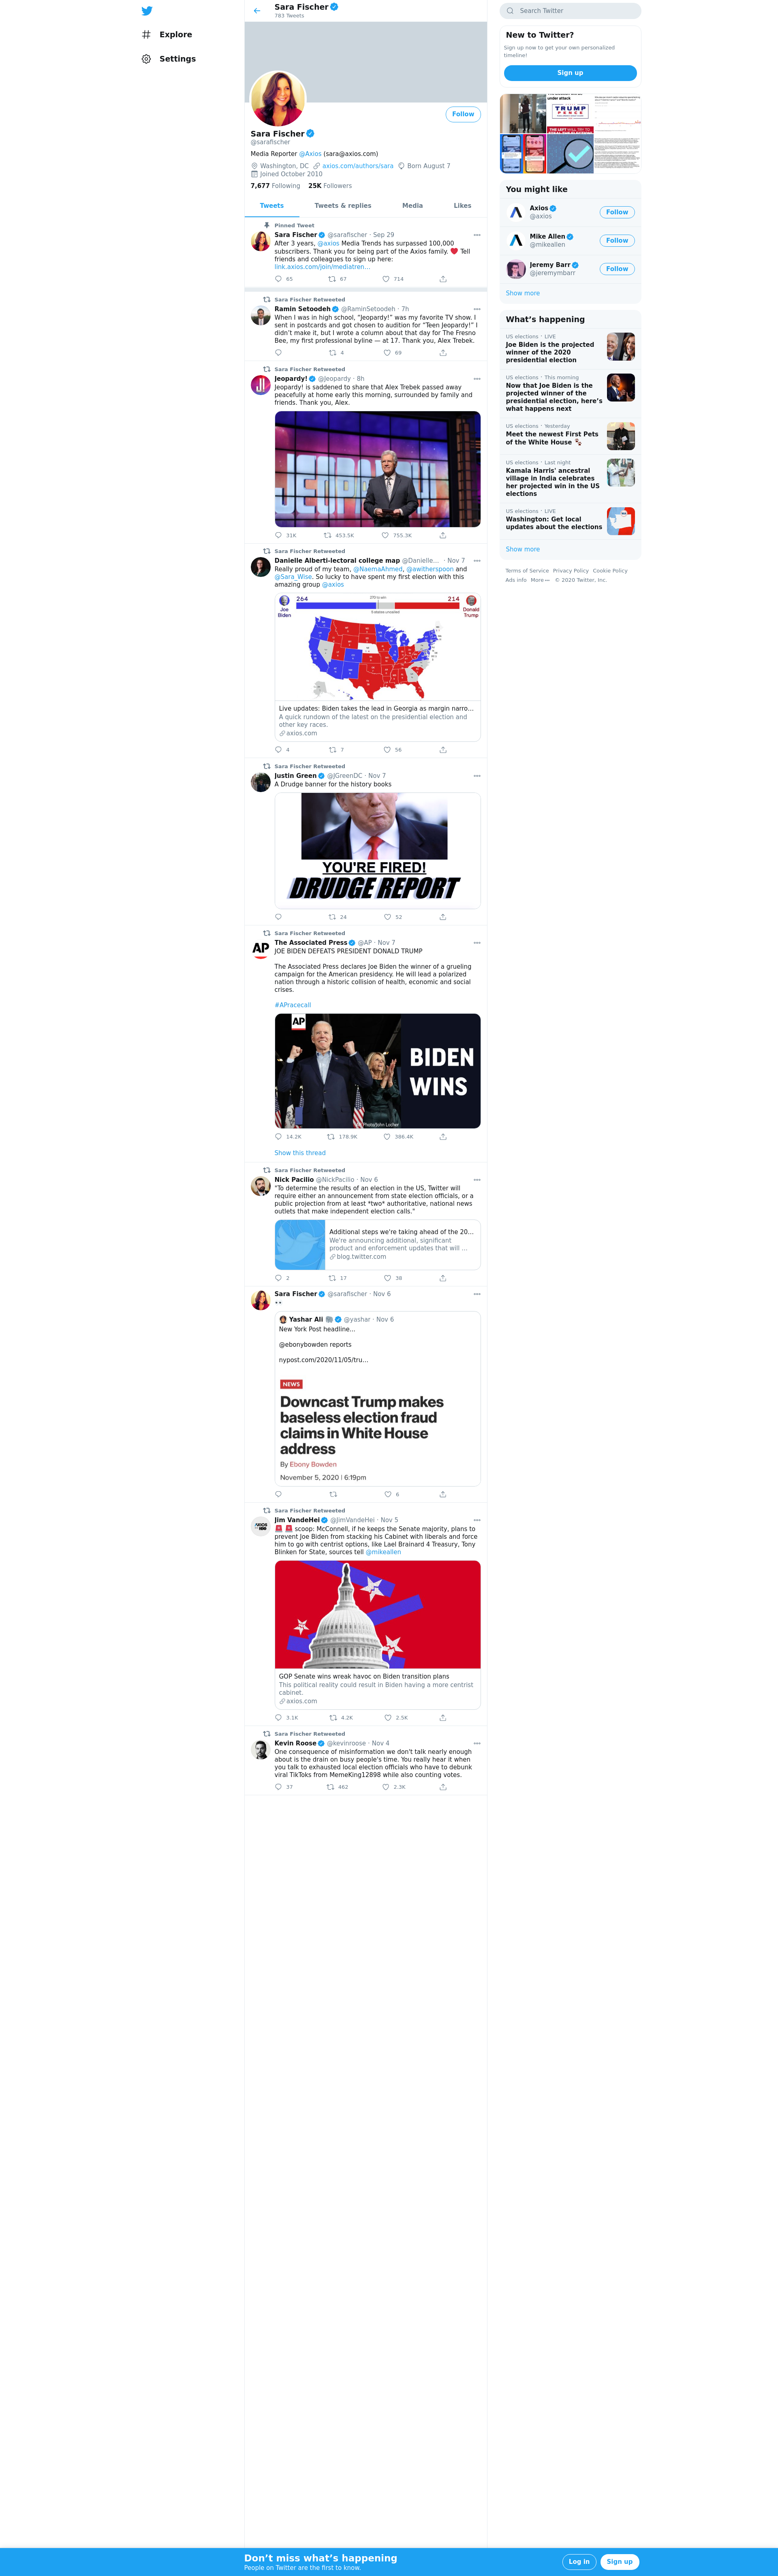 Explore
Settings
Sara Fischer
783 Tweets
Follow
Sara Fischer
@sarafischer
Media Reporter @Axios (sara@axios.com)
Washington, DC axios.com/authors/sara Born August 7
Joined October 2010
7,677 Following 25K Followers
Tweets Tweets & replies Media Likes
Pinned Tweet
Sara Fischer @sarafischer · Sep 29
After 3 years, @axios Media Trends has surpassed 100,000
subscribers. Thank you for being part of the Axios family. ❤️ Tell
friends and colleagues to sign up here:
link.axios.com/join/mediatren…
65 67 714
Sara Fischer Retweeted
Ramin Setoodeh @RaminSetoodeh · 7h
When I was in high school, "Jeopardy!" was my favorite TV show. I
sent in postcards and got chosen to audition for "Teen Jeopardy!" I
didn't make it, but I wrote a column about that day for The Fresno
Bee, my first professional byline — at 17. Thank you, Alex Trebek.
4 69
Sara Fischer Retweeted
Jeopardy! @Jeopardy · 8h
Jeopardy! is saddened to share that Alex Trebek passed away
peacefully at home early this morning, surrounded by family and
friends. Thank you, Alex.
31K 453.5K 755.3K
Sara Fischer Retweeted
Danielle Alberti-lectoral college map @Danielle… · Nov 7
Really proud of my team, @NaemaAhmed, @awitherspoon and
@Sara_Wise. So lucky to have spent my first election with this
amazing group @axios
264 214
Joe
Biden
Donald
Trump
Live updates: Biden takes the lead in Georgia as margin narro…
A quick rundown of the latest on the presidential election and
other key races.
axios.com
4 7 56
Sara Fischer Retweeted
Justin Green @JGreenDC · Nov 7
A Drudge banner for the history books
YOU'RE FIRED!
DRUDGE REPORT
24 52
Sara Fischer Retweeted
The Associated Press @AP · Nov 7
AP
JOE BIDEN DEFEATS PRESIDENT DONALD TRUMP
The Associated Press declares Joe Biden the winner of a grueling
campaign for the American presidency. He will lead a polarized
nation through a historic collision of health, economic and social
crises.
#APracecall
AP
BIDEN
WINS
14.2K 178.9K 386.4K
Show this thread
Sara Fischer Retweeted
Nick Pacilio @NickPacilio · Nov 6
"To determine the results of an election in the US, Twitter will
require either an announcement from state election officials, or a
public projection from at least *two* authoritative, national news
outlets that make independent election calls."
Additional steps we're taking ahead of the 20…
We're announcing additional, significant
product and enforcement updates that will …
blog.twitter.com
2 17 38
Sara Fischer @sarafischer · Nov 6
Yashar Ali @yashar · Nov 6
New York Post headline...
@ebonybowden reports
nypost.com/2020/11/05/tru…
NEWS
Downcast Trump makes
baseless election fraud
claims in White House
address
By Ebony Bowden
November 5, 2020 | 6:19pm
6
Sara Fischer Retweeted
Jim VandeHei @JimVandeHei · Nov 5
🚨 🚨 scoop: McConnell, if he keeps the Senate majority, plans to
prevent Joe Biden from stacking his Cabinet with liberals and force
him to go with centrist options, like Lael Brainard 4 Treasury, Tony
Blinken for State, sources tell @mikeallen
GOP Senate wins wreak havoc on Biden transition plans
This political reality could result in Biden having a more centrist
cabinet.
axios.com
3.1K 4.2K 2.5K
Sara Fischer Retweeted
Kevin Roose @kevinroose · Nov 4
One consequence of misinformation we don't talk nearly enough
about is the drain on busy people's time. You really hear it when
you talk to exhausted local election officials who have to debunk
viral TikToks from MemeKing12898 while also counting votes.
37 462 2.3K
Search Twitter
New to Twitter?
Sign up now to get your own personalized
timeline!
Sign up
under attack
TRUMP
PENCE
You might like
Axios
@axios
Follow
Mike Allen
@mikeallen
Follow
Jeremy Barr
@jeremymbarr
Follow
Show more
What's happening
US elections · LIVE
Joe Biden is the projected
winner of the 2020
presidential election
US elections · This morning
Now that Joe Biden is the
projected winner of the
presidential election, here's
what happens next
US elections · Yesterday
Meet the newest First Pets
of the White House 🐾
US elections · Last night
Kamala Harris' ancestral
village in India celebrates
her projected win in the US
elections
US elections · LIVE
Washington: Get local
updates about the elections
Show more
Terms of Service Privacy Policy Cookie Policy
Ads info More © 2020 Twitter, Inc.
Don't miss what's happening
People on Twitter are the first to know.
Log in
Sign up